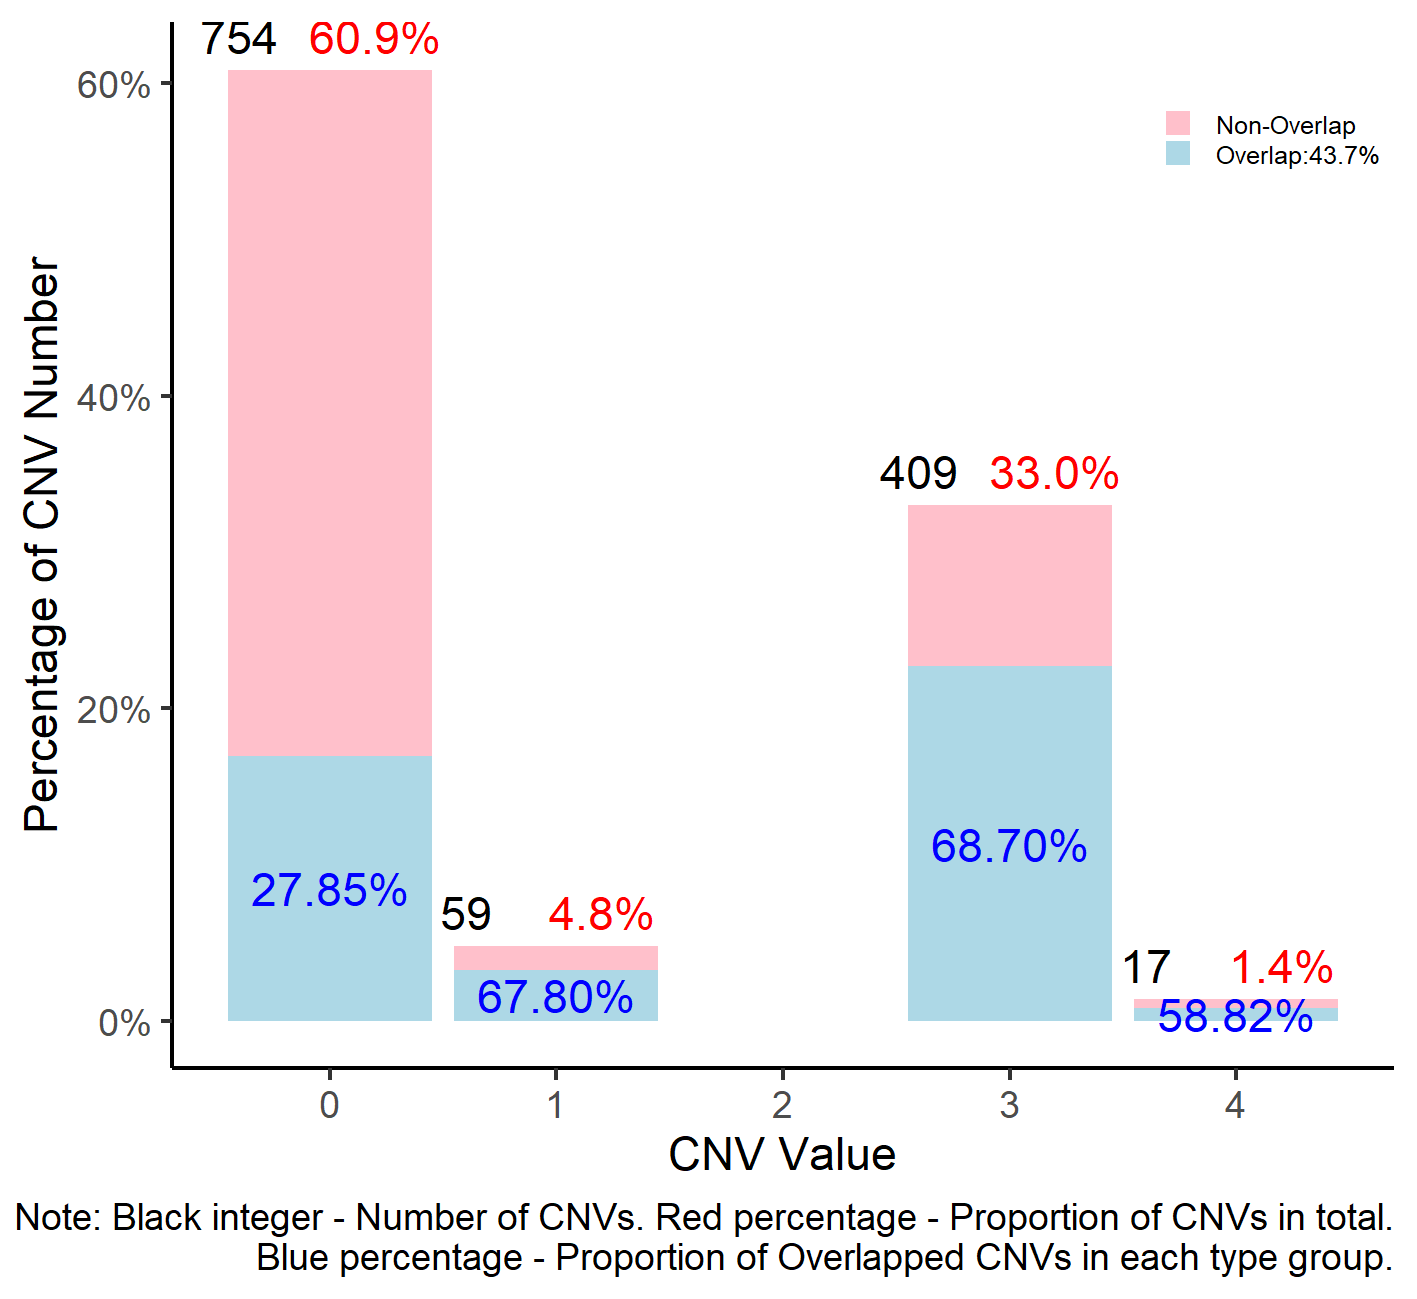 754 60.9%
60%
Non-Overlap
Overlap:43.7%
Percentage of CNV Number
40%
409 33.0%
20%
68.70%
27.85%
59 4.8%
17 1.4%
67.80%
58.82%
0%
0 1 2 3 4
CNV Value
Note: Black integer - Number of CNVs. Red percentage - Proportion of CNVs in total.
Blue percentage - Proportion of Overlapped CNVs in each type group.